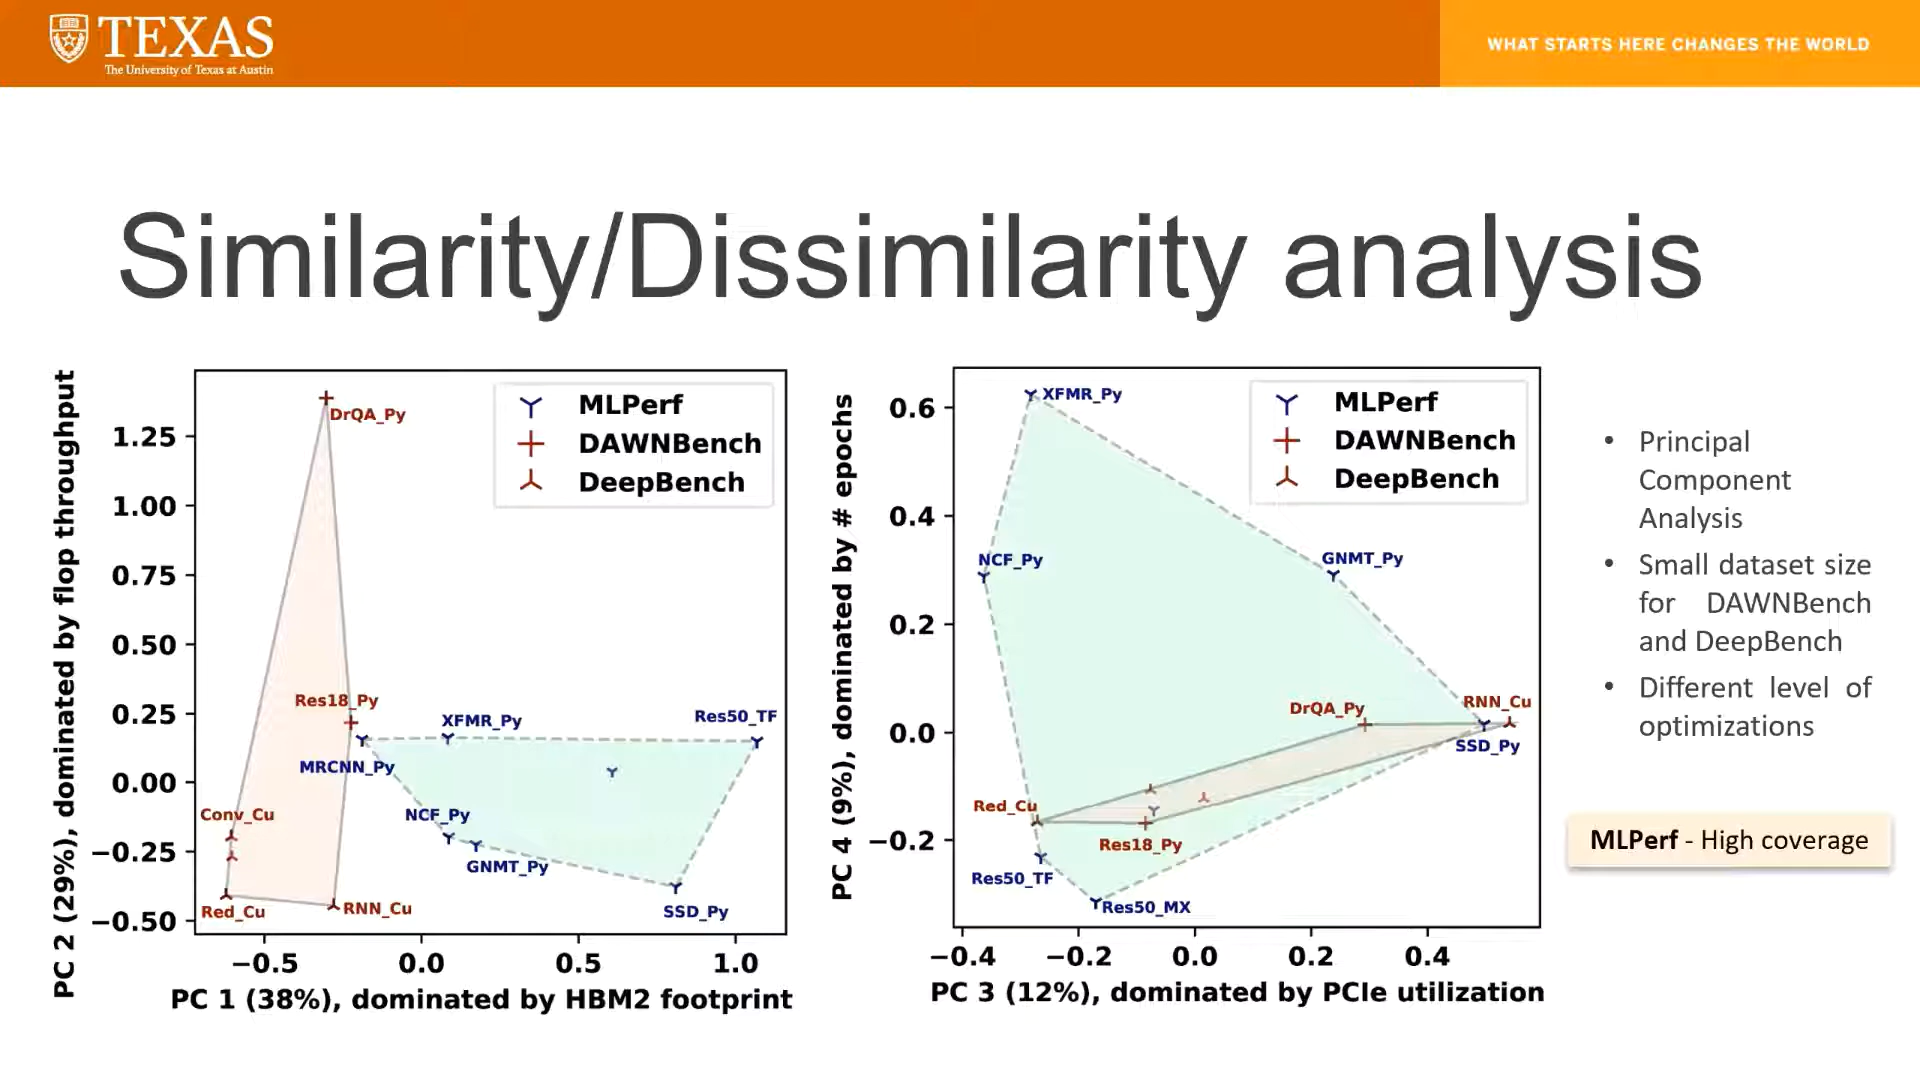 TEXAS
The University of Texas at Austin
WHAT STARTS HERE CHANGES THE WORLD
Similarity/Dissimilarity analysis
PC 2 (29%), dominated by flop throughput
1.25
1.00
0.75
0.50
0.25
0.00
−0.25
−0.50
MLPerf
DAWNBench
DeepBench
DrQA_Py
Res18_Py
XFMR_Py
Res50_TF
MRCNN_Py
NCF_Py
Conv_Cu
GNMT_Py
Red_Cu
RNN_Cu
SSD_Py
−0.5
0.0
0.5
1.0
PC 1 (38%), dominated by HBM2 footprint
PC 4 (9%), dominated by # epochs
0.6
0.4
0.2
0.0
−0.2
MLPerf
DAWNBench
DeepBench
XFMR_Py
NCF_Py
GNMT_Py
DrQA_Py
RNN_Cu
SSD_Py
Red_Cu
Res18_Py
Res50_TF
Res50_MX
−0.4
−0.2
0.0
0.2
0.4
PC 3 (12%), dominated by PCIe utilization
• Principal
Component
Analysis
• Small dataset size
for DAWNBench
and DeepBench
• Different level of
optimizations
MLPerf - High coverage